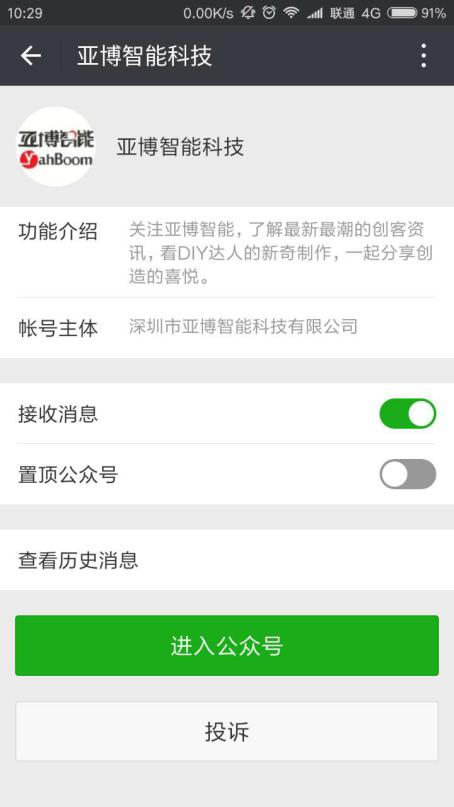 10:29 0.00K/s 联通 4G 91%
亚博智能科技
亚博智能
YahBoom
亚博智能科技
功能介绍 关注亚博智能，了解最新最潮的创客资
讯，看DIY达人的新奇制作，一起分享创
造的喜悦。
帐号主体 深圳市亚博智能科技有限公司
接收消息
置顶公众号
查看历史消息
进入公众号
投诉